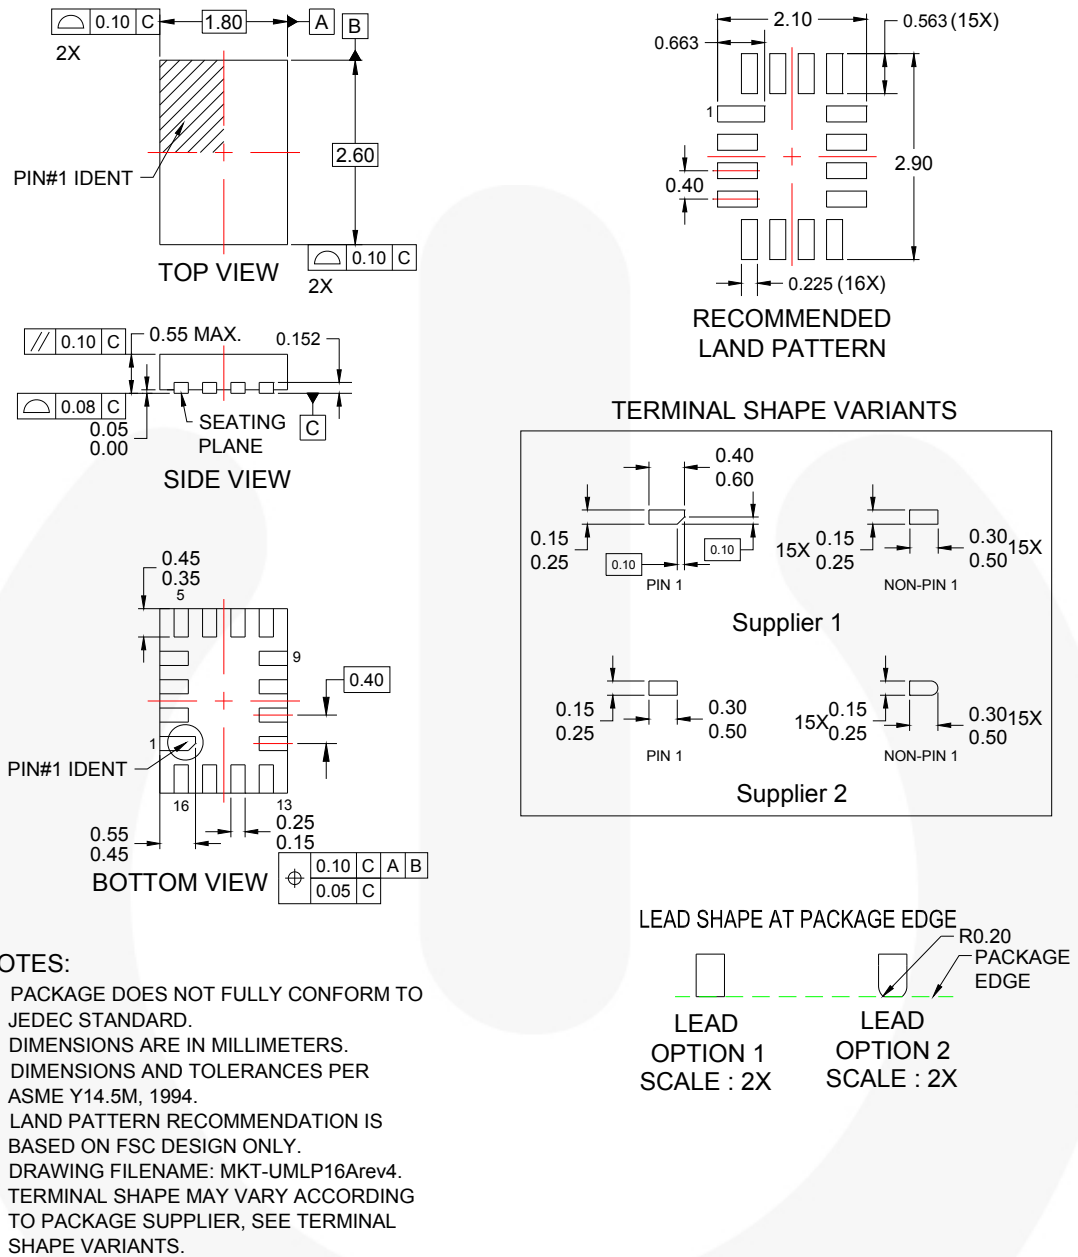 0.10 C
1.80
A
B
2X
PIN#1 IDENT
2.60
0.10 C
TOP VIEW
2X
2.10
0.563 (15X)
0.663
1
2.90
0.40
0.225 (16X)
RECOMMENDED
LAND PATTERN
// 0.10 C
0.55 MAX.
0.152
0.08 C
0.05
0.00
SEATING
PLANE
C
SIDE VIEW
TERMINAL SHAPE VARIANTS
0.40
0.60
0.15
0.25
0.10
0.10
PIN 1
15X
0.15
0.25
0.30
0.50
15X
NON-PIN 1
Supplier 1
0.15
0.25
0.30
0.50
PIN 1
15X
0.15
0.25
0.30
0.50
15X
NON-PIN 1
Supplier 2
0.45
0.35
5
9
0.40
1
PIN#1 IDENT
16
13
0.25
0.15
0.55
0.45
BOTTOM VIEW
⌖ 0.10 C A B
0.05 C
LEAD SHAPE AT PACKAGE EDGE
R0.20
PACKAGE
EDGE
LEAD
OPTION 1
SCALE : 2X
LEAD
OPTION 2
SCALE : 2X
OTES:
PACKAGE DOES NOT FULLY CONFORM TO
JEDEC STANDARD.
DIMENSIONS ARE IN MILLIMETERS.
DIMENSIONS AND TOLERANCES PER
ASME Y14.5M, 1994.
LAND PATTERN RECOMMENDATION IS
BASED ON FSC DESIGN ONLY.
DRAWING FILENAME: MKT-UMLP16Arev4.
TERMINAL SHAPE MAY VARY ACCORDING
TO PACKAGE SUPPLIER, SEE TERMINAL
SHAPE VARIANTS.